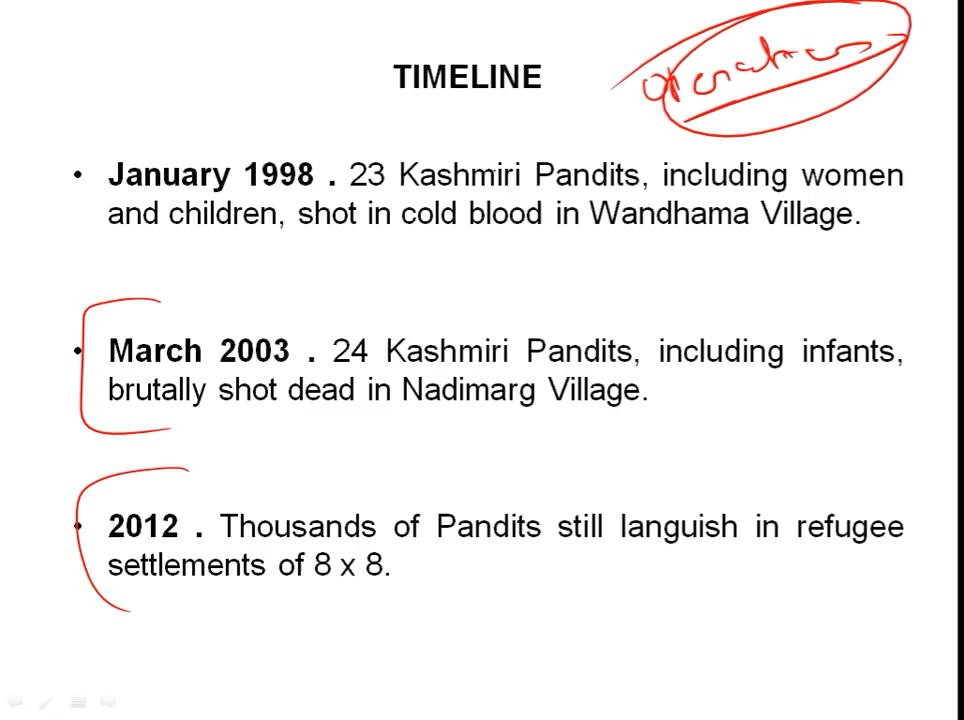 TIMELINE
• January 1998 . 23 Kashmiri Pandits, including women
and children, shot in cold blood in Wandhama Village.
• March 2003 . 24 Kashmiri Pandits, including infants,
brutally shot dead in Nadimarg Village.
• 2012 . Thousands of Pandits still languish in refugee
settlements of 8 x 8.